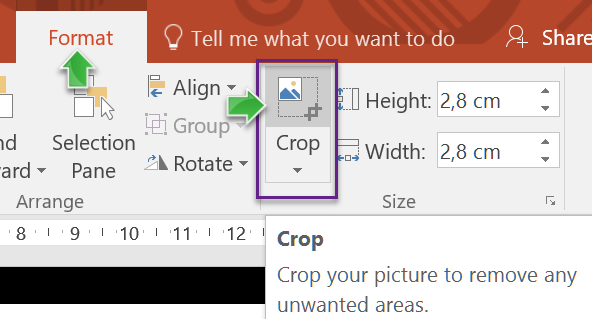 Format
Tell me what you want to do
Share
Align
Group
Rotate
Selection
Pane
Arrange
Crop
Height: 2,8 cm
Width: 2,8 cm
Size
8 9 10 11 12
Crop
Crop your picture to remove any
unwanted areas.